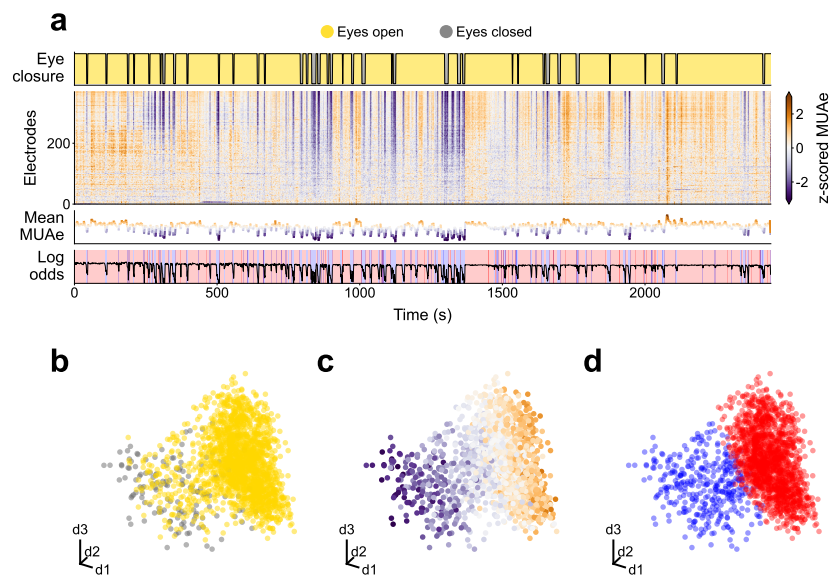 a
Eyes open
Eyes closed
Eye
closure
Electrodes
200
0
2
0
-2
z-scored MUAe
Mean
MUAe
Log
odds
0
500
1000
1500
2000
Time (s)
b
c
d
d3
d2
d1
d3
d2
d1
d3
d2
d1